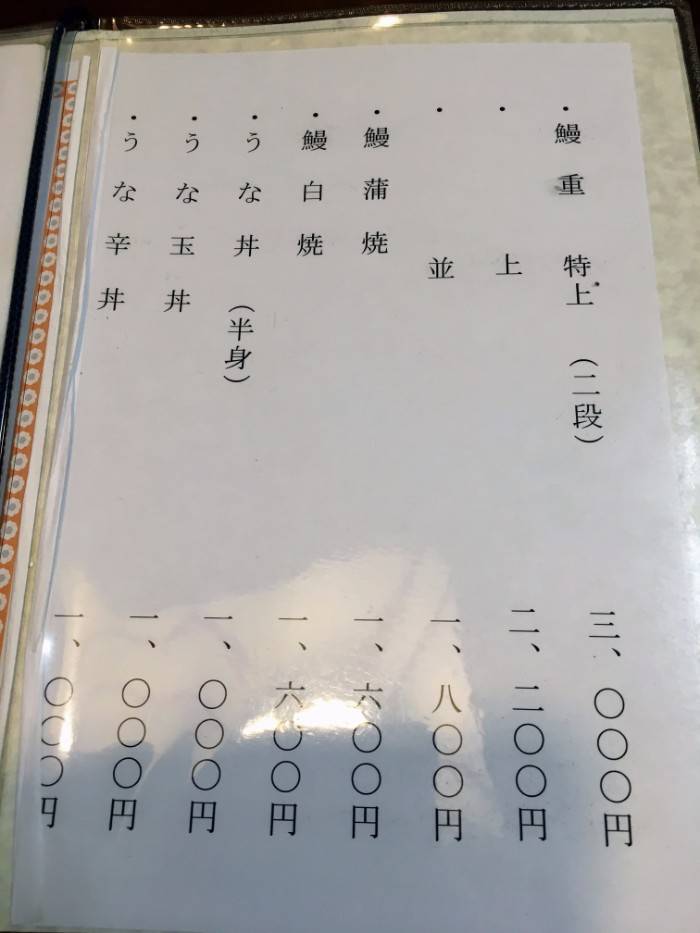 ・鰻重 特上 (二段) 三、〇〇〇円
・ 上 二、二〇〇円
・ 並 一、八〇〇円
・鰻蒲焼 一、六〇〇円
・鰻白焼 一、六〇〇円
・うな丼 (半身) 一、〇〇〇円
・うな玉丼 一、〇〇〇円
・うな辛丼 一、〇〇〇円